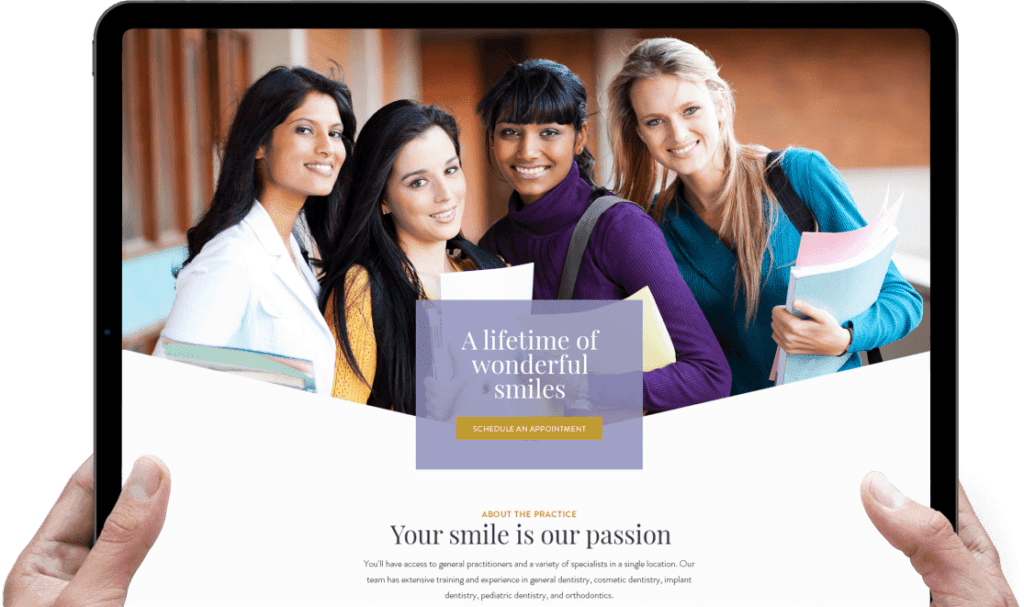 A lifetime of
wonderful
smiles
SCHEDULE AN APPOINTMENT
ABOUT THE PRACTICE
Your smile is our passion
You'll have access to general practitioners and a variety of specialists in a single location. Our
team has extensive training and experience in general dentistry, cosmetic dentistry, implant
dentistry, pediatric dentistry, and orthodontics.